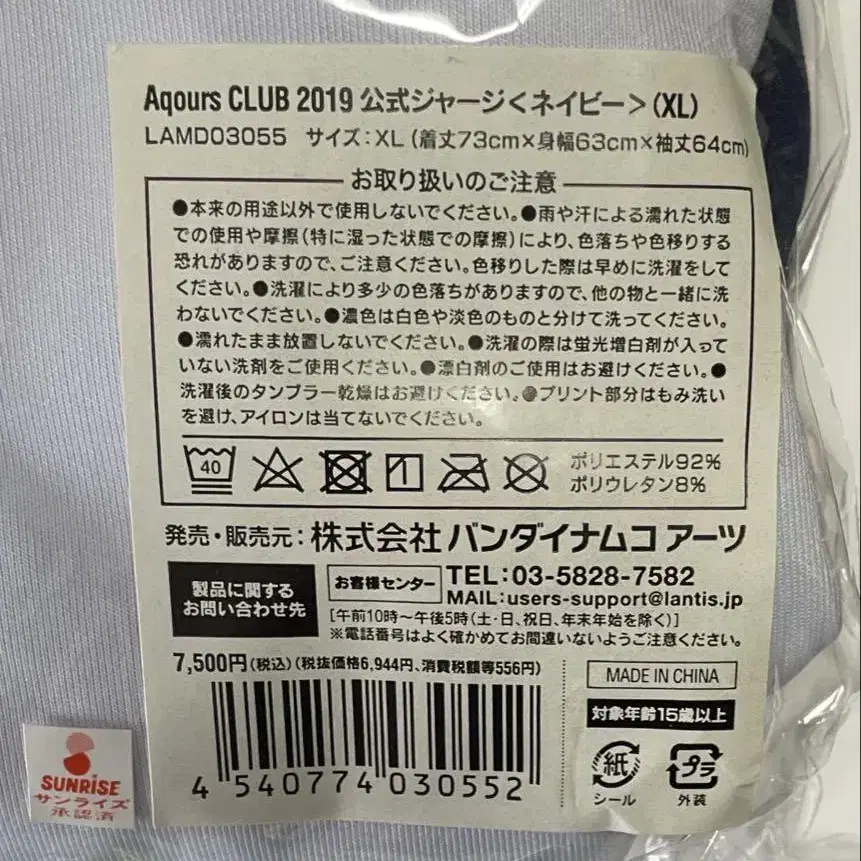 Aqours CLUB 2019 公式ジャージ＜ネイビー＞(XL)
LAMD03055 サイズ:XL (着丈73cm×身幅63cm×袖丈64cm)
お取り扱いのご注意
●本来の用途以外で使用しないでください。●雨や汗による濡れた状態
での使用や摩擦(特に湿った状態での摩擦)により、色落ちや色移りする
恐れがありますので、ご注意ください。色移りした際は早めに洗濯をして
ください。●洗濯により多少の色落ちがありますので、他の物と一緒に洗
わないでください。●濃色は白色や淡色のものと分けて洗ってください。
●濡れたまま放置しないでください。●洗濯の際は蛍光増白剤が入って
いない洗剤をご使用ください。●漂白剤のご使用はお避けください。●
洗濯後のタンブラー乾燥はお避けください。●プリント部分はもみ洗い
を避け、アイロンは当てないでください。
40
ポリエステル92%
ポリウレタン8%
発売・販売元:株式会社 バンダイナムコ アーツ
製品に関する
お問い合わせ先
お客様センター
TEL:03-5828-7582
MAIL:users-support@lantis.jp
[午前10時～午後5時(土・日、祝日、年末年始を除く)]
※電話番号はよく確かめてお間違いないようご注意ください。
7,500円(税込)(税抜価格6,944円、消費税額等556円)
MADE IN CHINA
対象年齢15歳以上
4 540774 030552
紙
シール
プラ
外装
SUNRISE
サンライズ
承認済